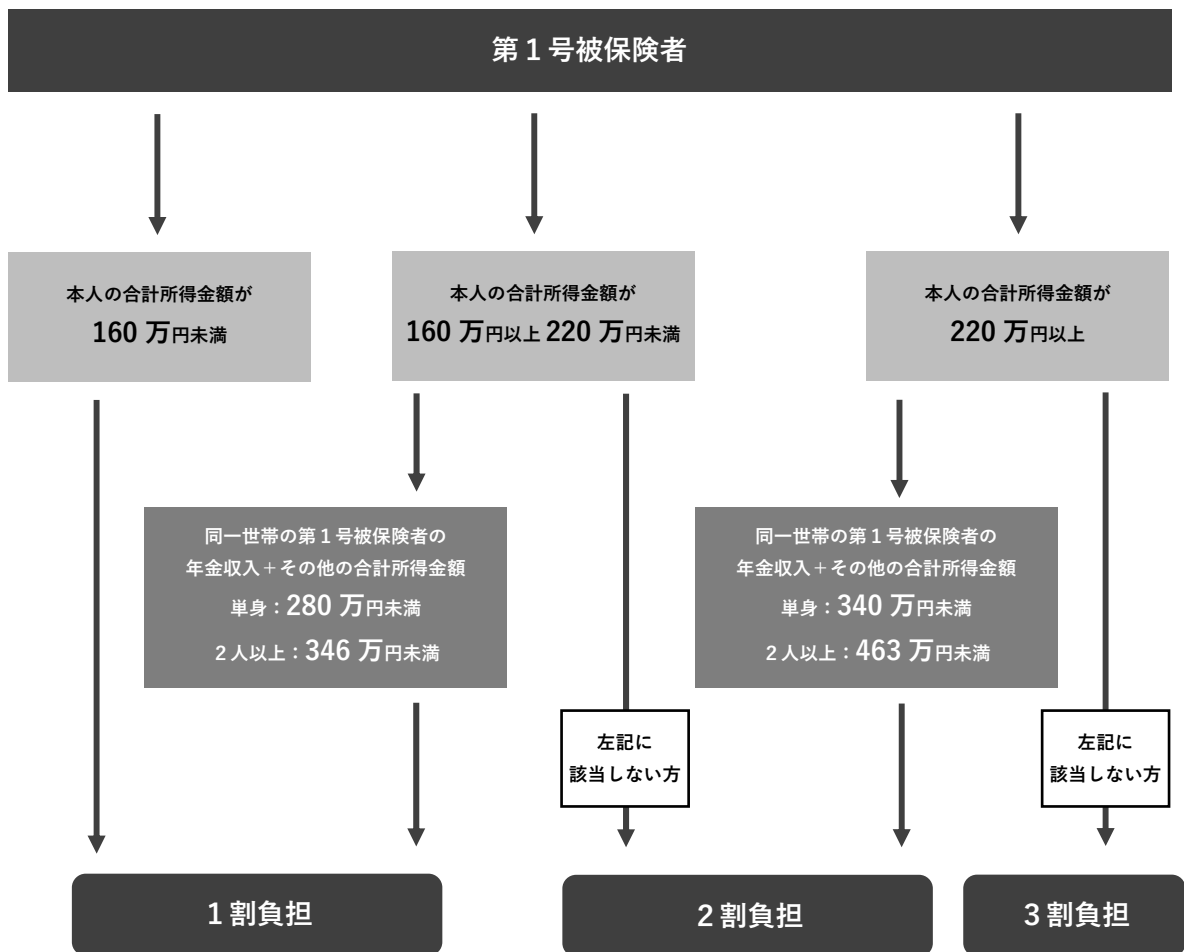 第１号被保険者
本人の合計所得金額が
160 万円未満
本人の合計所得金額が
160 万円以上 220 万円未満
本人の合計所得金額が
220 万円以上
同一世帯の第１号被保険者の
年金収入＋その他の合計所得金額
単身：280 万円未満
２人以上：346 万円未満
同一世帯の第１号被保険者の
年金収入＋その他の合計所得金額
単身：340 万円未満
２人以上：463 万円未満
左記に
該当しない方
左記に
該当しない方
１割負担
２割負担
３割負担